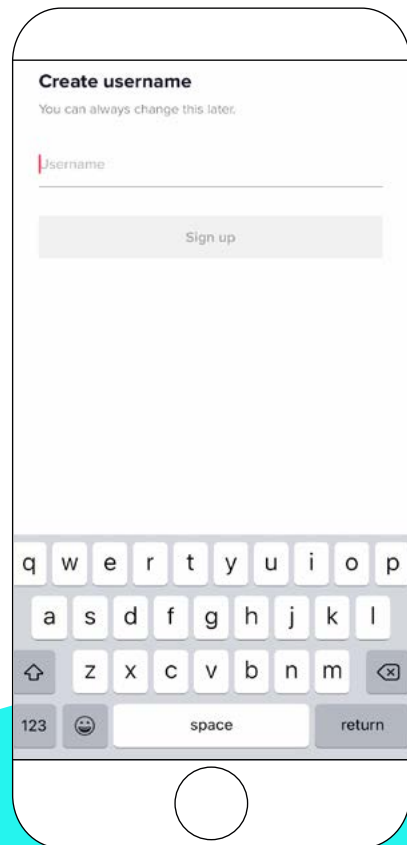 Create username
You can always change this later.
Username
Sign up
q w e r t y u i o p
a s d f g h j k l
z x c v b n m
123 space return